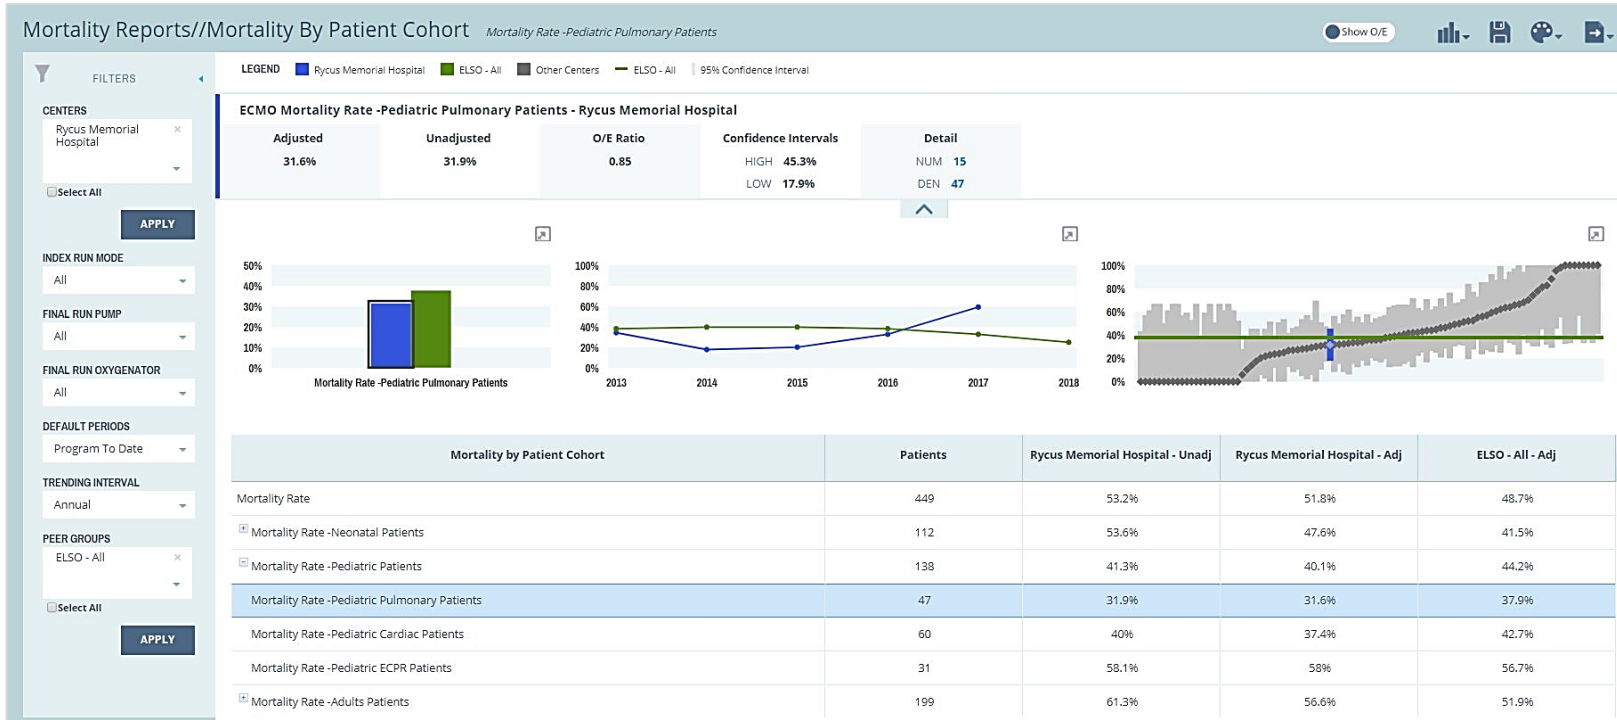 Mortality Reports//Mortality By Patient Cohort Mortality Rate -Pediatric Pulmonary Patients
Show O/E
FILTERS
CENTERS
Rycus Memorial
Hospital
Select All
APPLY
INDEX RUN MODE
All
FINAL RUN PUMP
All
FINAL RUN OXYGENATOR
All
DEFAULT PERIODS
Program To Date
TRENDING INTERVAL
Annual
PEER GROUPS
ELSO - All
Select All
APPLY
LEGEND Rycus Memorial Hospital ELSO - All Other Centers ELSO - All 95% Confidence Interval
ECMO Mortality Rate -Pediatric Pulmonary Patients - Rycus Memorial Hospital
Adjusted Unadjusted O/E Ratio Confidence Intervals Detail
31.6% 31.9% 0.85 HIGH 45.3% NUM 15
LOW 17.9% DEN 47
50%
40%
30%
20%
10%
0%
Mortality Rate -Pediatric Pulmonary Patients
100%
80%
60%
40%
20%
0%
2013 2014 2015 2016 2017 2018
100%
80%
60%
40%
20%
0%
Mortality by Patient Cohort Patients Rycus Memorial Hospital - Unadj Rycus Memorial Hospital - Adj ELSO - All - Adj
Mortality Rate 449 53.2% 51.8% 48.7%
Mortality Rate -Neonatal Patients 112 53.6% 47.6% 41.5%
Mortality Rate -Pediatric Patients 138 41.3% 40.1% 44.2%
Mortality Rate -Pediatric Pulmonary Patients 47 31.9% 31.6% 37.9%
Mortality Rate -Pediatric Cardiac Patients 60 40% 37.4% 42.7%
Mortality Rate -Pediatric ECPR Patients 31 58.1% 58% 56.7%
Mortality Rate -Adults Patients 199 61.3% 56.6% 51.9%